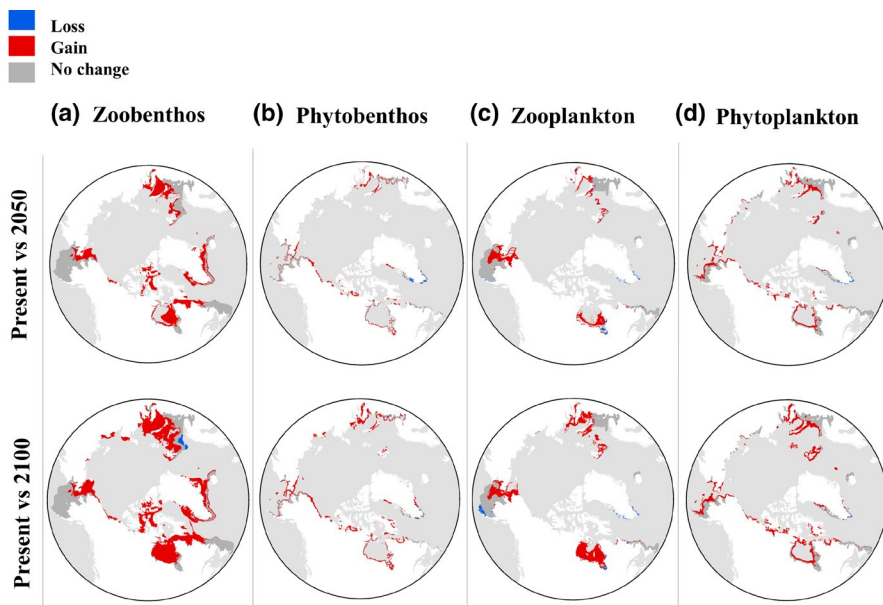 Loss
Gain
No change
(a) Zoobenthos
(b) Phytobenthos
(c) Zooplankton
(d) Phytoplankton
Present vs 2050
Present vs 2100